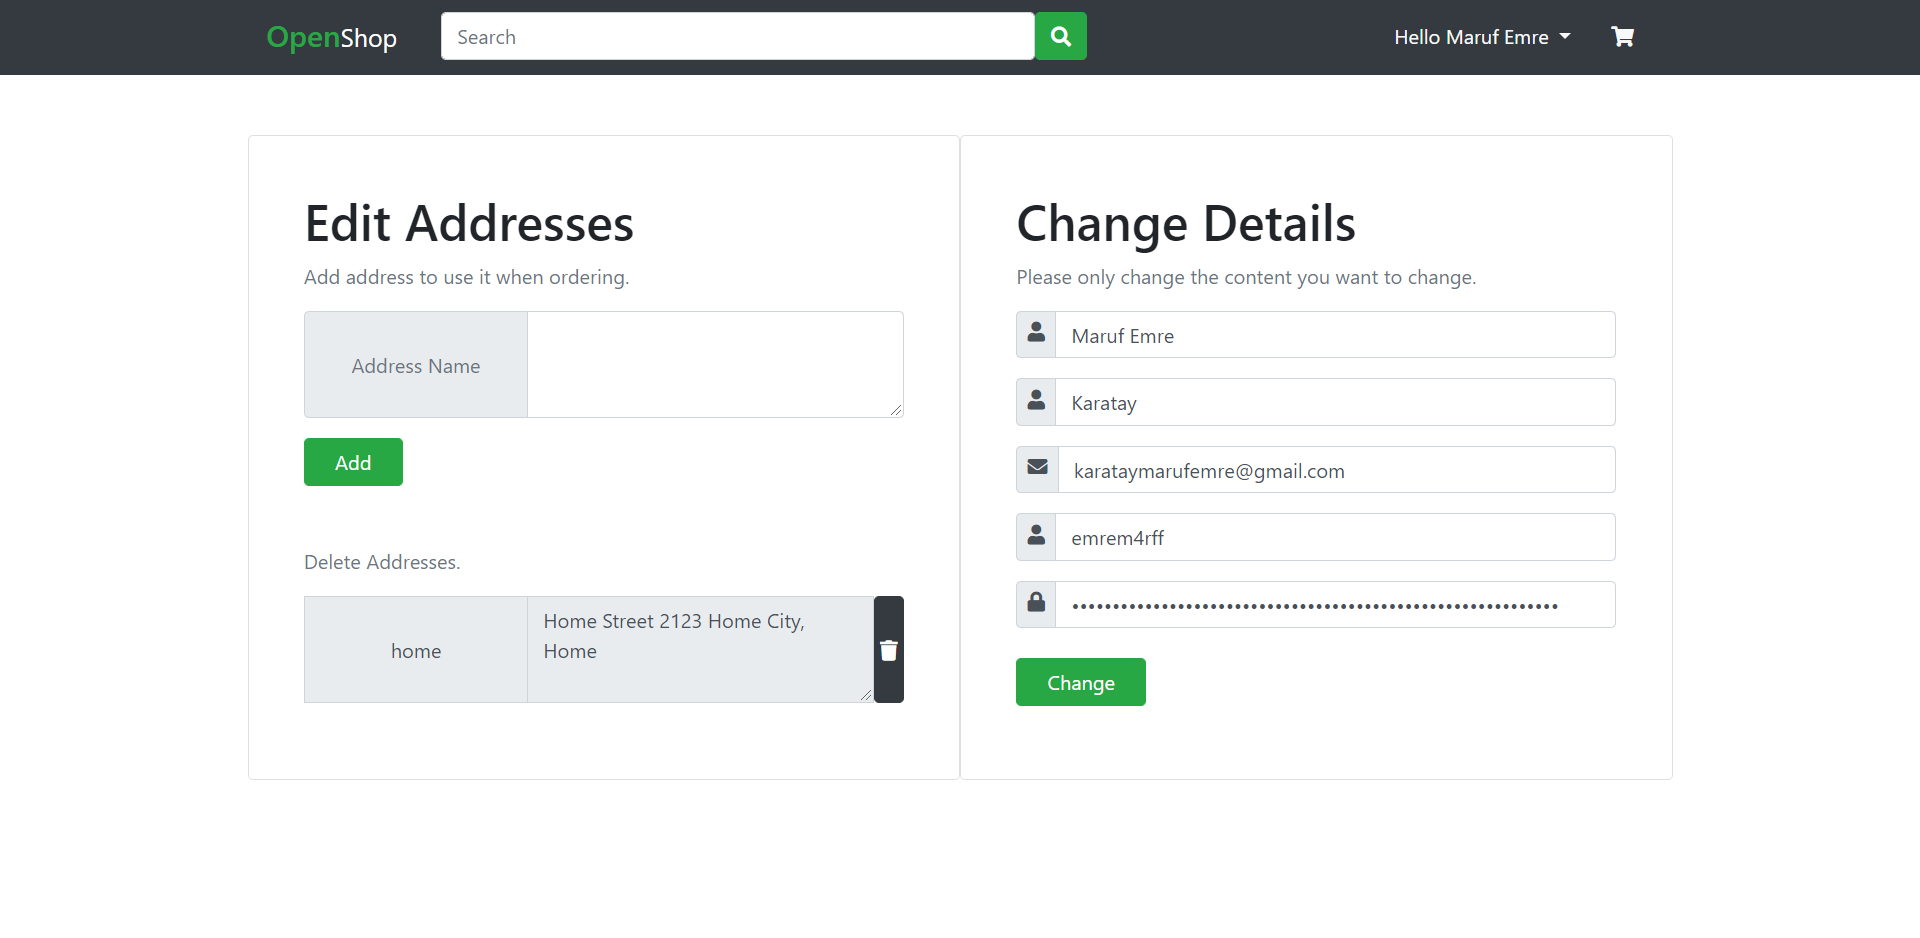 OpenShop
Search
Hello Maruf Emre
Edit Addresses
Add address to use it when ordering.
Address Name
Add
Delete Addresses.
home
Home Street 2123 Home City,
Home
Change Details
Please only change the content you want to change.
Maruf Emre
Karatay
karataymarufemre@gmail.com
emrem4rff
Change